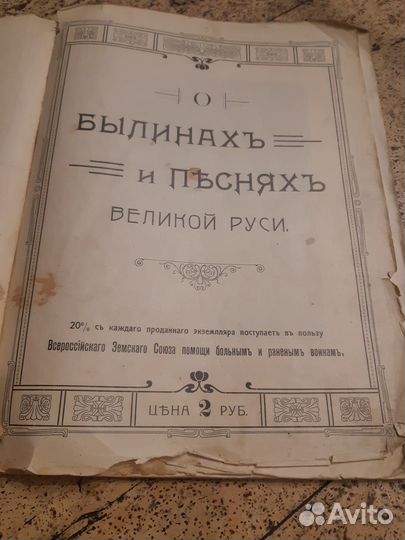 О
БЫЛИНАХЪ
И ПѢСНЯХЪ
ВЕЛИКОЙ РУСИ.
20% съ каждаго проданнаго экземпляра поступаетъ въ пользу
Всероссійскаго Земскаго Союза помощи больнымъ и раненымъ воинамъ.
ЦѢНА 2 РУБ.
Avito